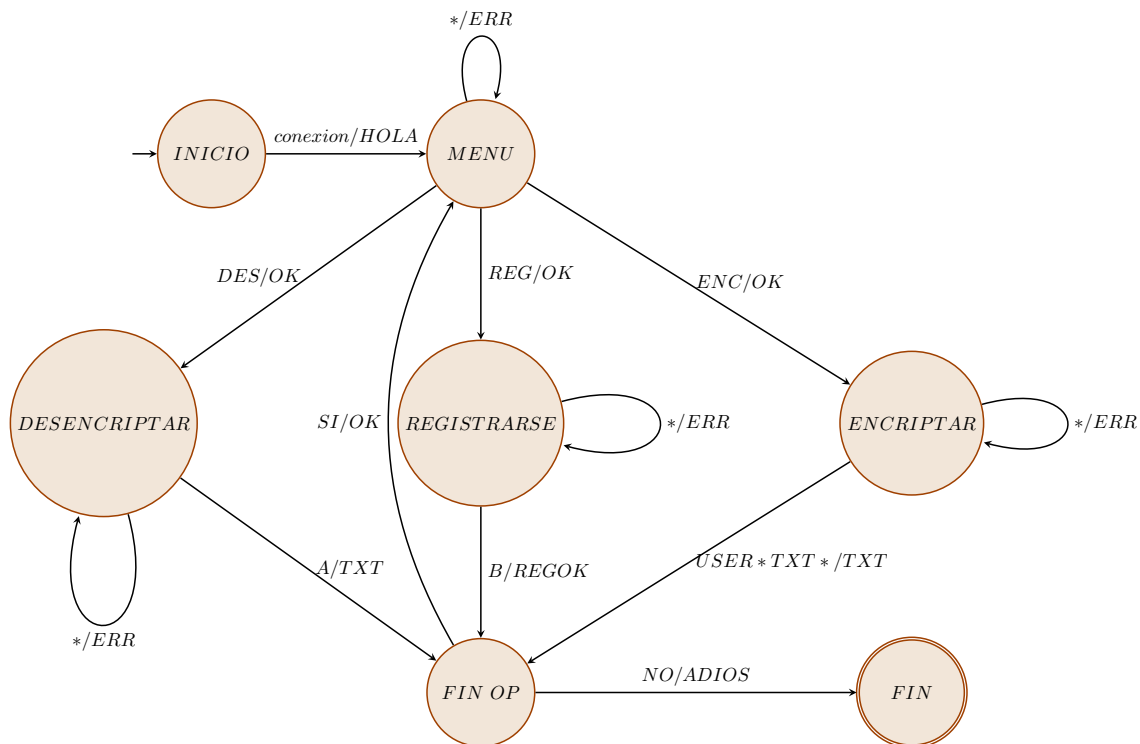 */ERR
INICIO
conexion/HOLA
MENU
DES/OK
REG/OK
ENC/OK
DESENCRIPTAR
SI/OK
REGISTRARSE
*/ERR
ENCRIPTAR
*/ERR
A/TXT
B/REGOK
USER*TXT*/TXT
*/ERR
FIN OP
NO/ADIOS
FIN